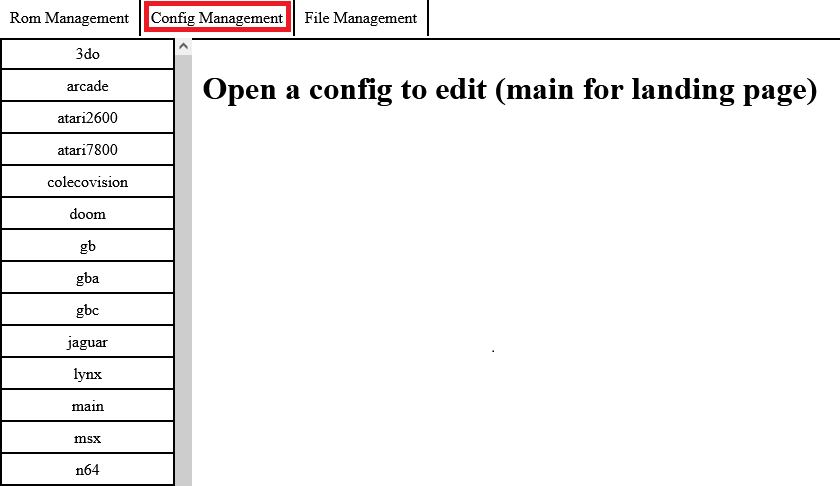 Rom Management
Config Management
File Management
3do
arcade
atari2600
atari7800
colecovision
doom
gb
gba
gbc
jaguar
lynx
main
msx
n64
Open a config to edit (main for landing page)